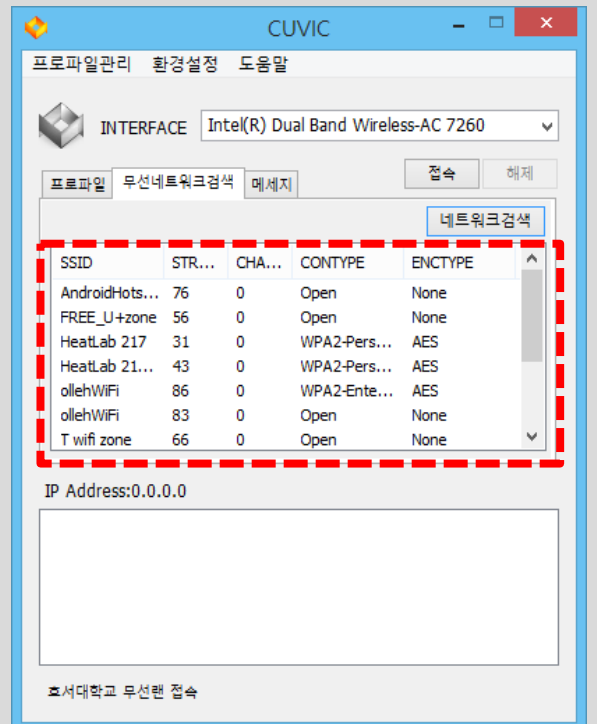 CUVIC
프로파일관리 환경설정 도움말
INTERFACE Intel(R) Dual Band Wireless-AC 7260
접속 해제
프로파일 무선네트워크검색 메세지
네트워크검색
SSID STR... CHA... CONTYPE ENCTYPE
AndroidHots... 76 0 Open None
FREE_U+zone 56 0 Open None
HeatLab 217 31 0 WPA2-Pers... AES
HeatLab 21... 43 0 WPA2-Pers... AES
ollehWiFi 86 0 WPA2-Ente... AES
ollehWiFi 83 0 Open None
T wifi zone 66 0 Open None
IP Address:0.0.0.0
호서대학교 무선랜 접속